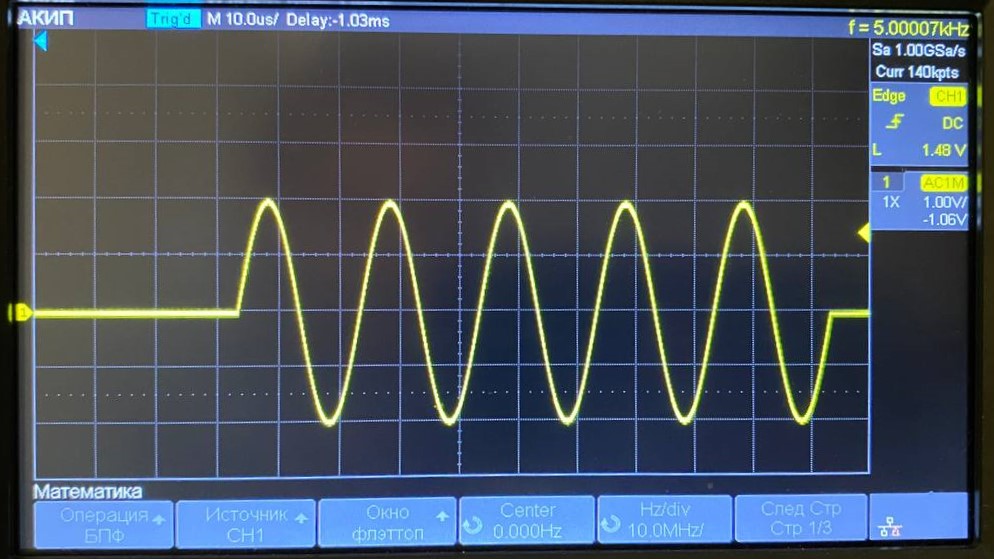 АКИП Trig'd M 10.0us/ Delay:-1.03ms
f = 5.00007kHz
Sa 1.00GSa/s
Curr 140kpts
Edge CH1
DC
L 1.48 V
1 AC1M
1X 1.00V/
-1.06V
1
Математика
Операция Источник Окно Center Hz/div След Стр
БПФ CH1 флэттоп 0.000Hz 10.0MHz/ Стр 1/3